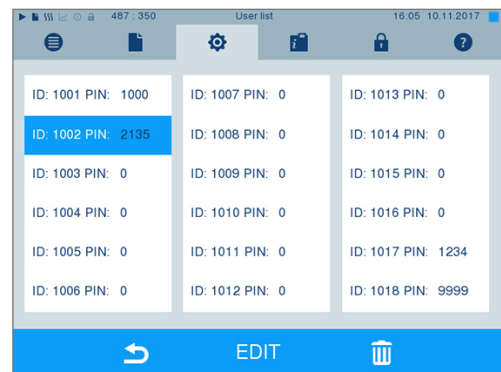 487 : 350 User list 16:05 10.11.2017
ID: 1001 PIN: 1000
ID: 1002 PIN: 2135
ID: 1003 PIN: 0
ID: 1004 PIN: 0
ID: 1005 PIN: 0
ID: 1006 PIN: 0
ID: 1007 PIN: 0
ID: 1008 PIN: 0
ID: 1009 PIN: 0
ID: 1010 PIN: 0
ID: 1011 PIN: 0
ID: 1012 PIN: 0
ID: 1013 PIN: 0
ID: 1014 PIN: 0
ID: 1015 PIN: 0
ID: 1016 PIN: 0
ID: 1017 PIN: 1234
ID: 1018 PIN: 9999
EDIT